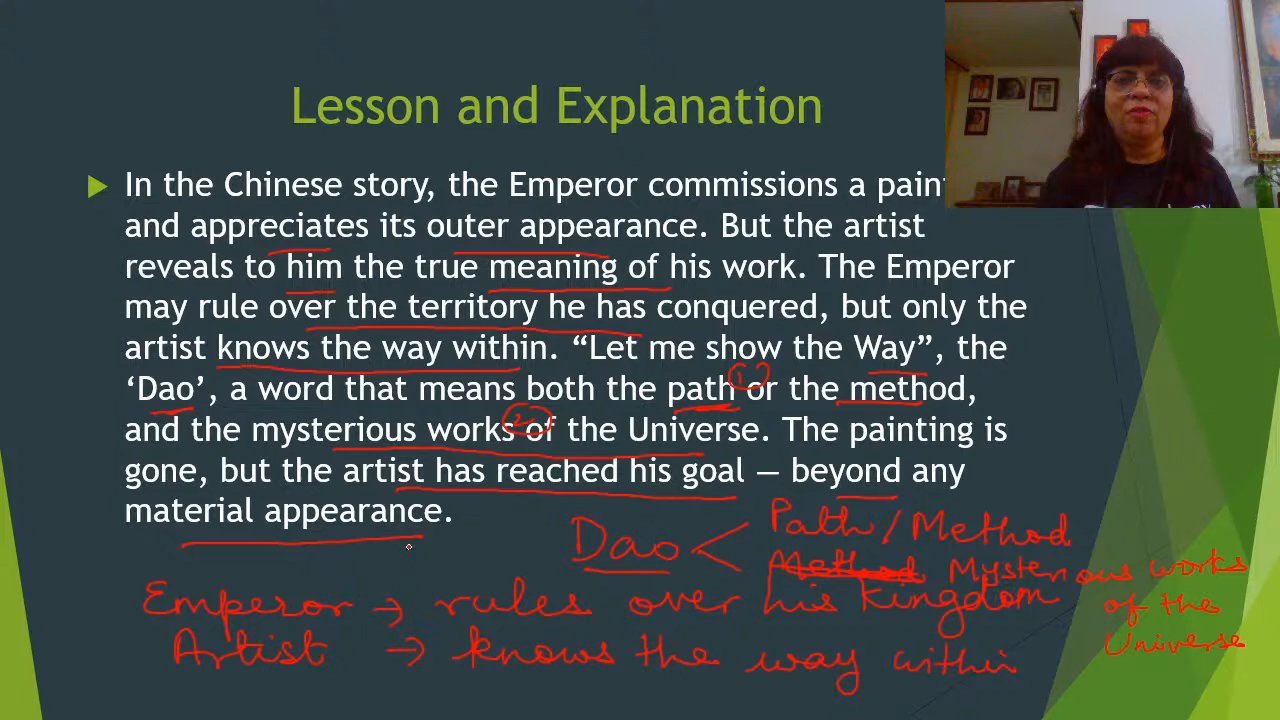 Lesson and Explanation
In the Chinese story, the Emperor commissions a pain
and appreciates its outer appearance. But the artist
reveals to him the true meaning of his work. The Emperor
may rule over the territory he has conquered, but only the
artist knows the way within. “Let me show the Way”, the
‘Dao’, a word that means both the path or the method,
and the mysterious works of the Universe. The painting is
gone, but the artist has reached his goal — beyond any
material appearance.
1
2
Dao < Path/Method
Method Mysterious works
of the
Universe
Emperor → rules over his kingdom
Artist → knows the way within